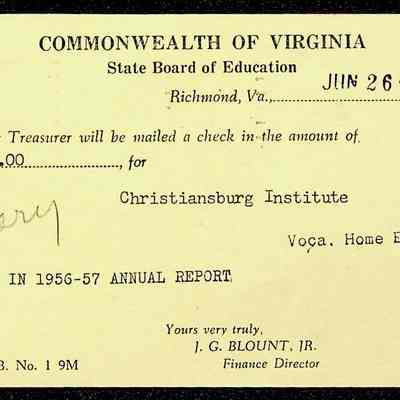 COMMONWEALTH OF VIRGINIA
State Board of Education
JUN 26
Richmond, Va.,
Treasurer will be mailed a check in the amount of
.00, for
Christiansburg Institute
Voca. Home E
IN 1956-57 ANNUAL REPORT
Yours very truly,
J. G. BLOUNT, JR.
Finance Director
B. No. 1 9M